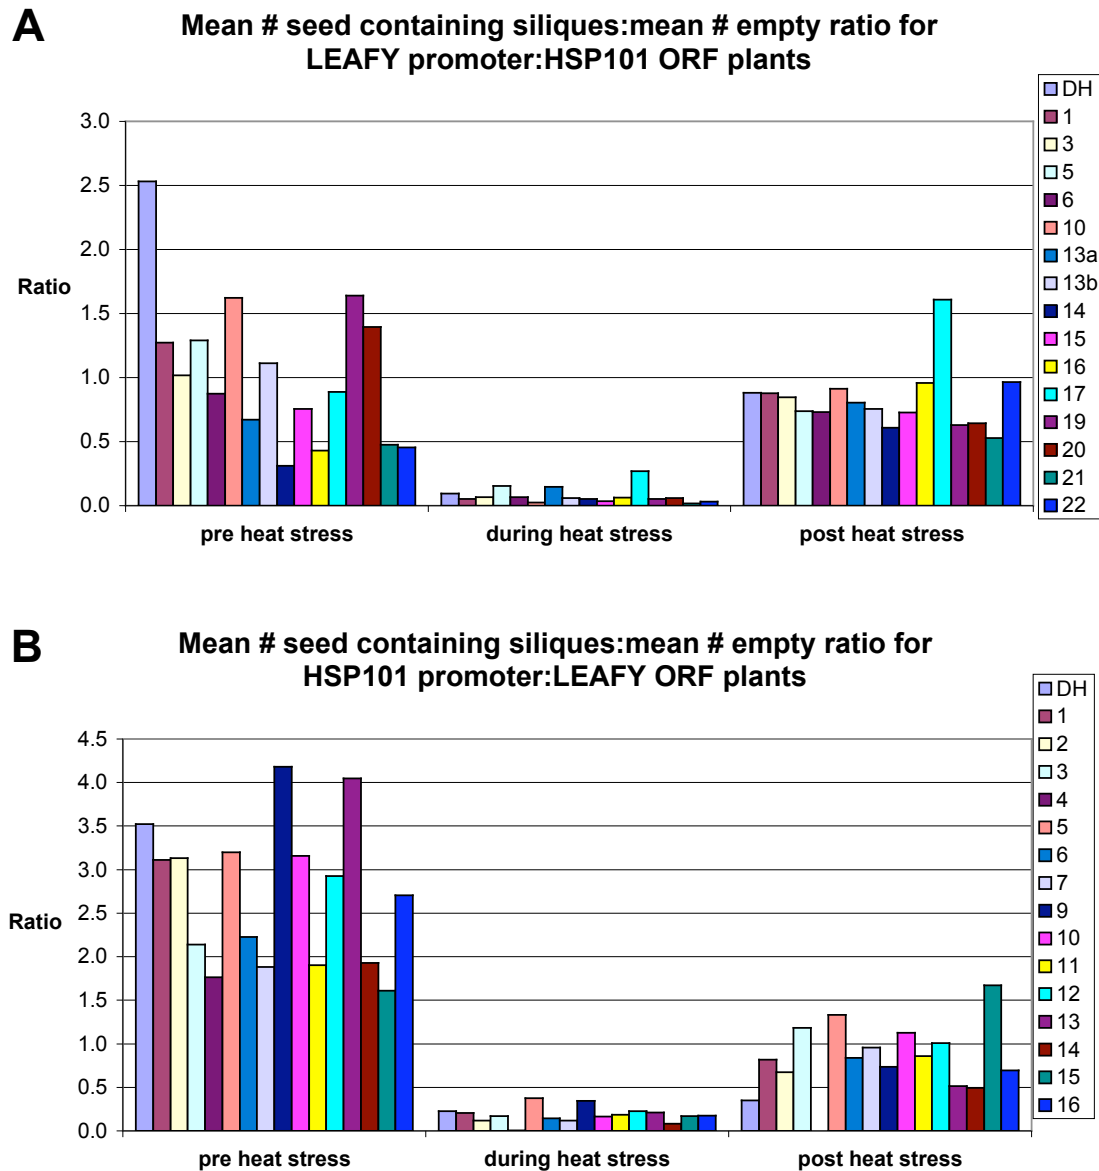 A
Mean # seed containing siliques:mean # empty ratio for
LEAFY promoter:HSP101 ORF plants
3.0
2.5
2.0
1.5
1.0
0.5
0.0
Ratio
pre heat stress
during heat stress
post heat stress
DH
1
3
5
6
10
13a
13b
14
15
16
17
19
20
21
22
B
Mean # seed containing siliques:mean # empty ratio for
HSP101 promoter:LEAFY ORF plants
4.5
4.0
3.5
3.0
2.5
2.0
1.5
1.0
0.5
0.0
Ratio
pre heat stress
during heat stress
post heat stress
DH
1
2
3
4
5
6
7
9
10
11
12
13
14
15
16